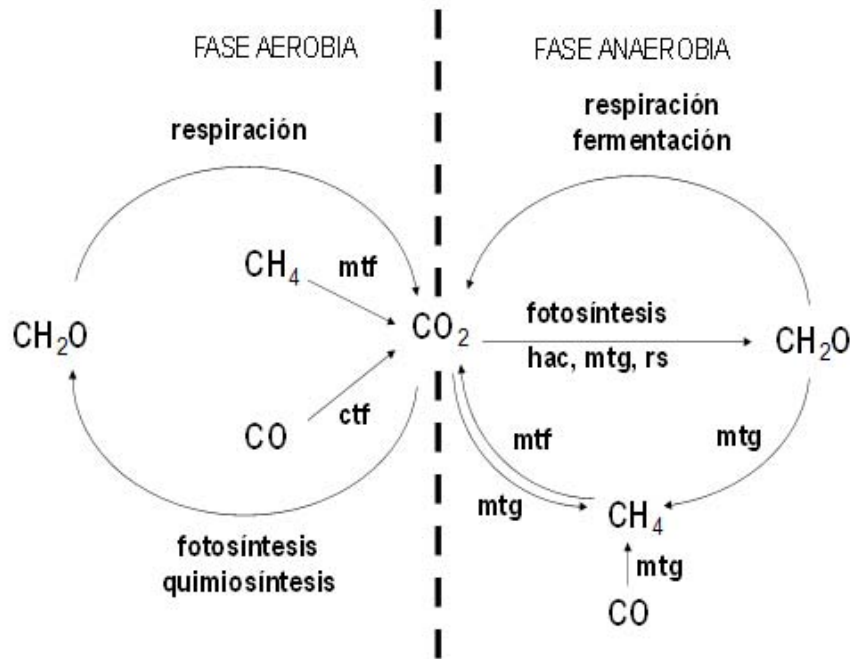 FASE AEROBIA
FASE ANAEROBIA
respiración
respiración
fermentación
CH₄
mtf
CH₂O
CO₂
fotosíntesis
hac, mtg, rs
CH₂O
CO
ctf
mtf
mtg
mtg
CH₄
fotosíntesis
quimiosíntesis
mtg
CO